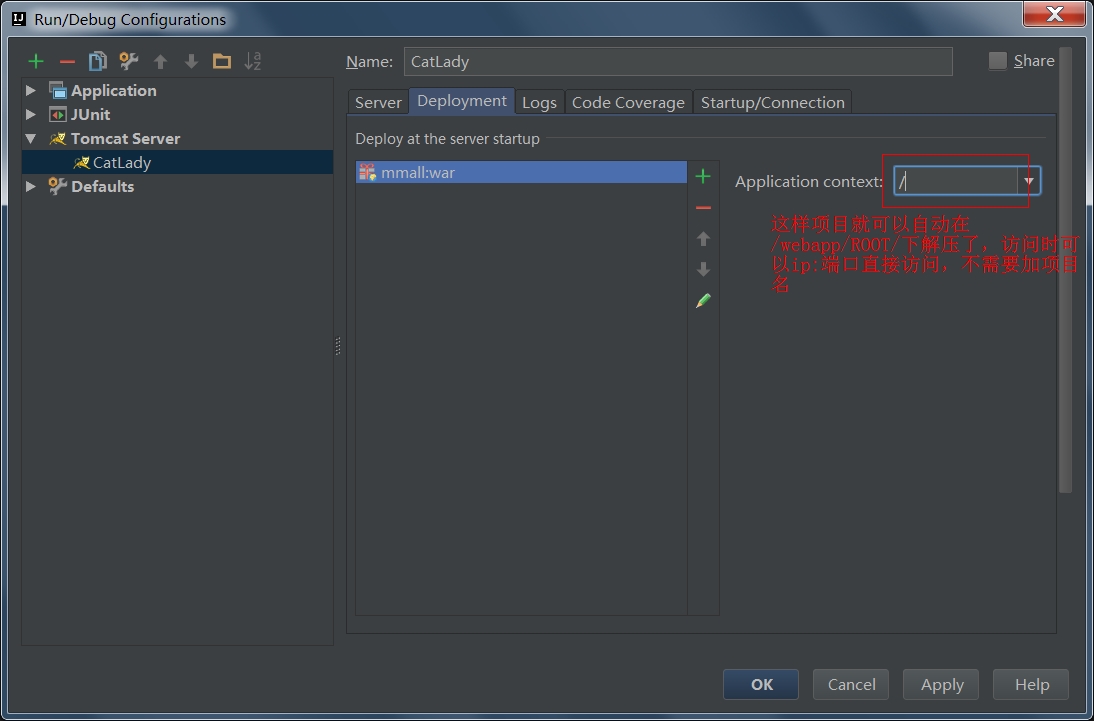 Run/Debug Configurations
Name: CatLady
Share
Application
JUnit
Tomcat Server
CatLady
Defaults
Server Deployment Logs Code Coverage Startup/Connection
Deploy at the server startup
mmall:war
Application context: /
这样项目就可以自动在
/webapp/ROOT/下解压了，访问时可
以ip:端口直接访问，不需要加项目
名
OK Cancel Apply Help